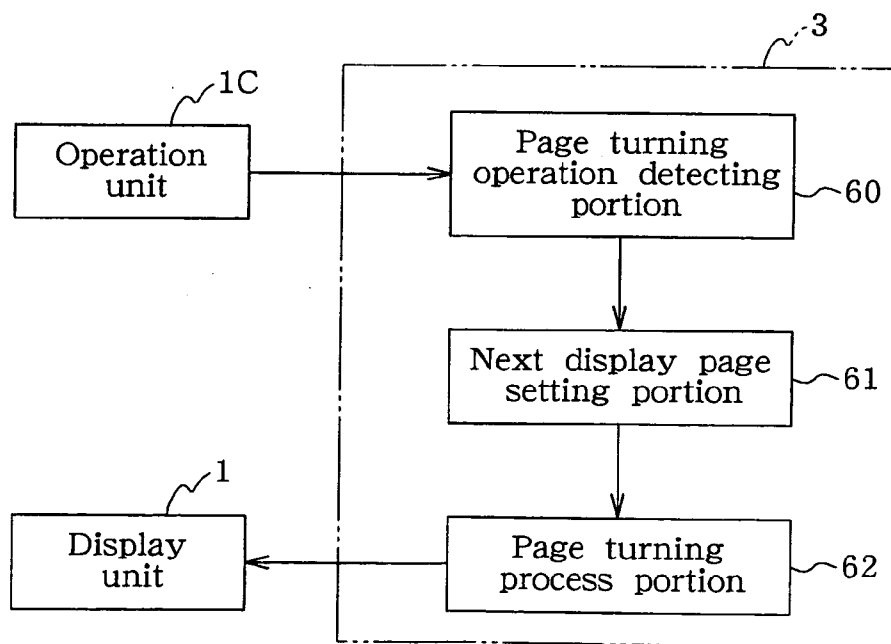 3
1C
Operation
unit
Page turning
operation detecting
portion
60
Next display page
setting portion
61
1
Display
unit
Page turning
process portion
62